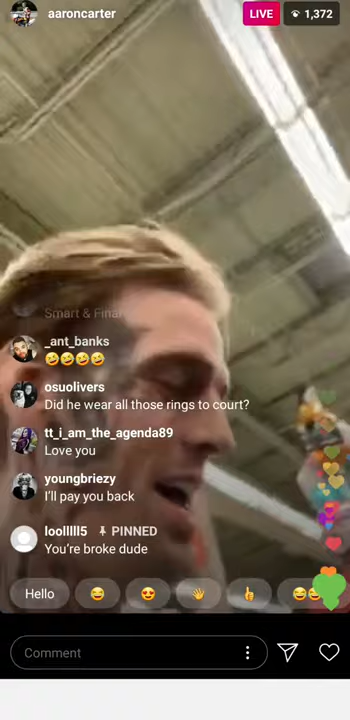 aaroncarter
LIVE
1,372
Smart & Final
_ant_banks
🤣🤣🤣🤣
osuolivers
Did he wear all those rings to court?
tt_i_am_the_agenda89
Love you
youngbriezy
I'll pay you back
loolllll5 PINNED
You're broke dude
Hello
Comment